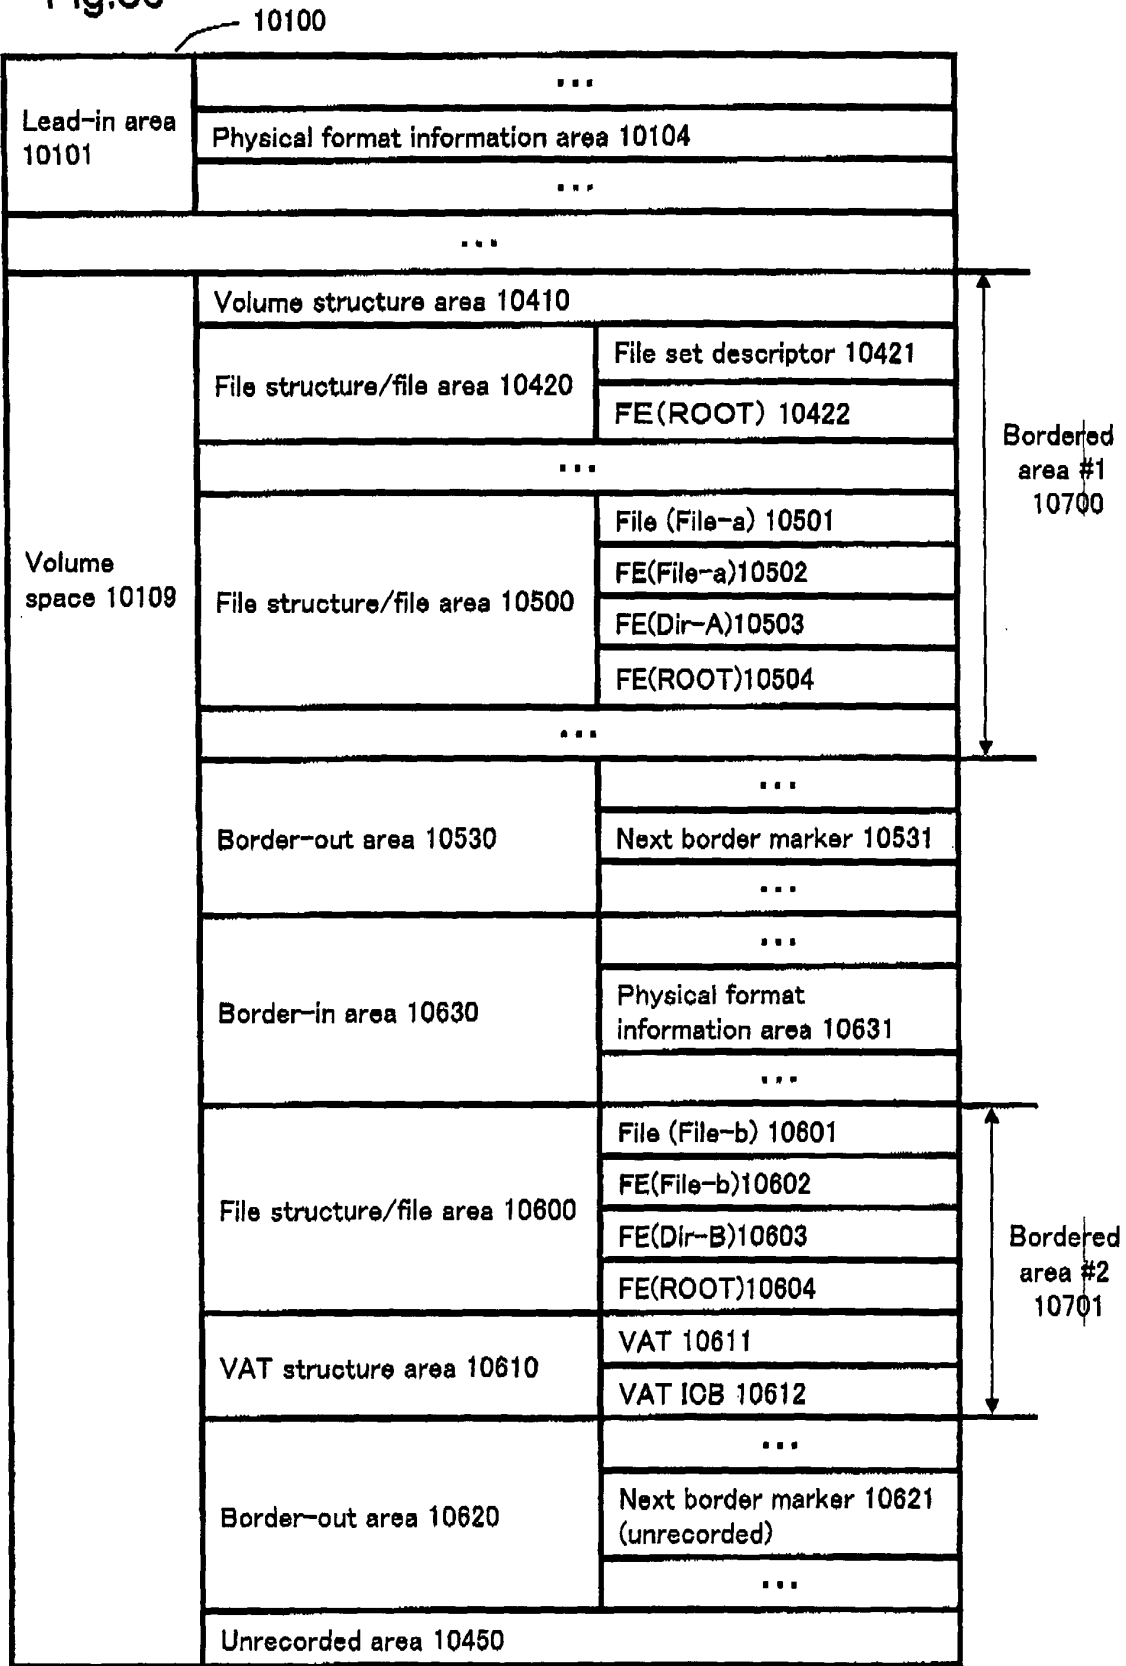 10100
...
Lead-in area
10101
Physical format information area 10104
...
...
Volume structure area 10410
File structure/file area 10420
File set descriptor 10421
FE(ROOT) 10422
...
Bordered
area #1
10700
Volume
space 10109
File structure/file area 10500
File (File-a) 10501
FE(File-a)10502
FE(Dir-A)10503
FE(ROOT)10504
...
Border-out area 10530
...
Next border marker 10531
...
Border-in area 10630
...
Physical format
information area 10631
...
File structure/file area 10600
File (File-b) 10601
FE(File-b)10602
FE(Dir-B)10603
FE(ROOT)10604
Bordered
area #2
10701
VAT structure area 10610
VAT 10611
VAT ICB 10612
Border-out area 10620
...
Next border marker 10621
(unrecorded)
...
Unrecorded area 10450